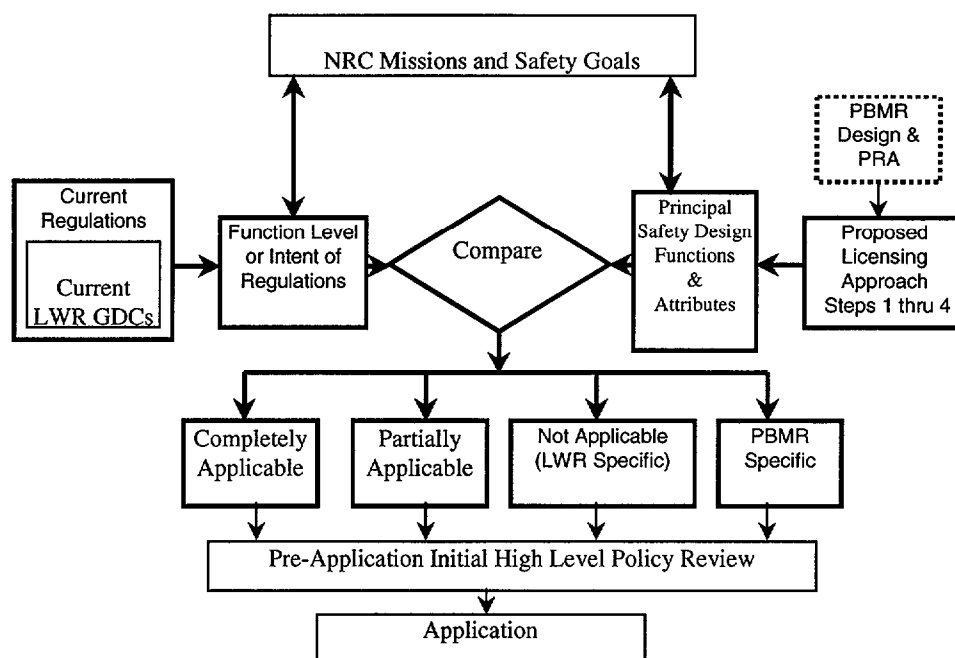 NRC Missions and Safety Goals
PBMR
Design &
PRA
Current
Regulations
Current
LWR GDCs
Function Level
or Intent of
Regulations
Compare
Principal
Safety Design
Functions
&
Attributes
Proposed
Licensing
Approach
Steps 1 thru 4
Completely
Applicable
Partially
Applicable
Not Applicable
(LWR Specific)
PBMR
Specific
Pre-Application Initial High Level Policy Review
Application